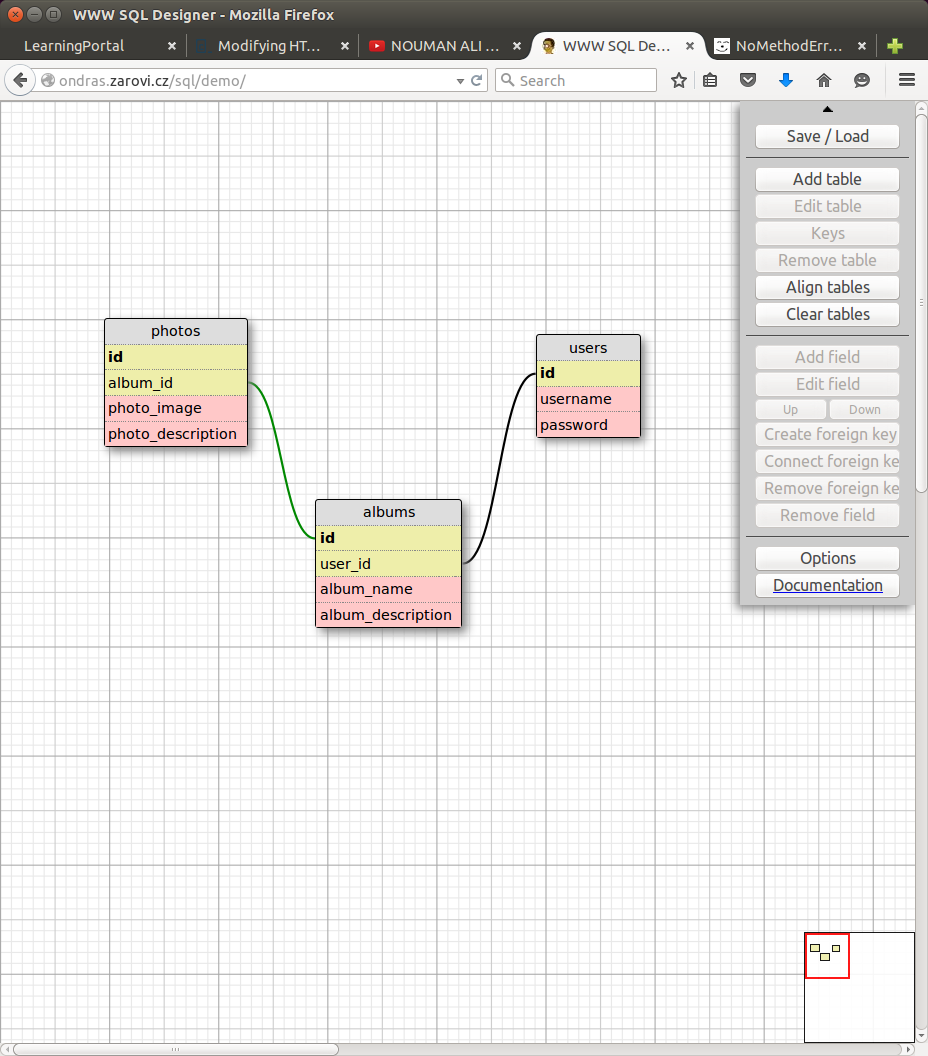 WWW SQL Designer - Mozilla Firefox
LearningPortal
Modifying HT...
NOUMAN ALI ...
WWW SQL De...
NoMethodErr...
ondras.zarovi.cz/sql/demo/
Search
Save / Load
Add table
Edit table
Keys
Remove table
Align tables
Clear tables
Add field
Edit field
Up Down
Create foreign key
Connect foreign ke
Remove foreign ke
Remove field
Options
Documentation
photos
id
album_id
photo_image
photo_description
users
id
username
password
albums
id
user_id
album_name
album_description